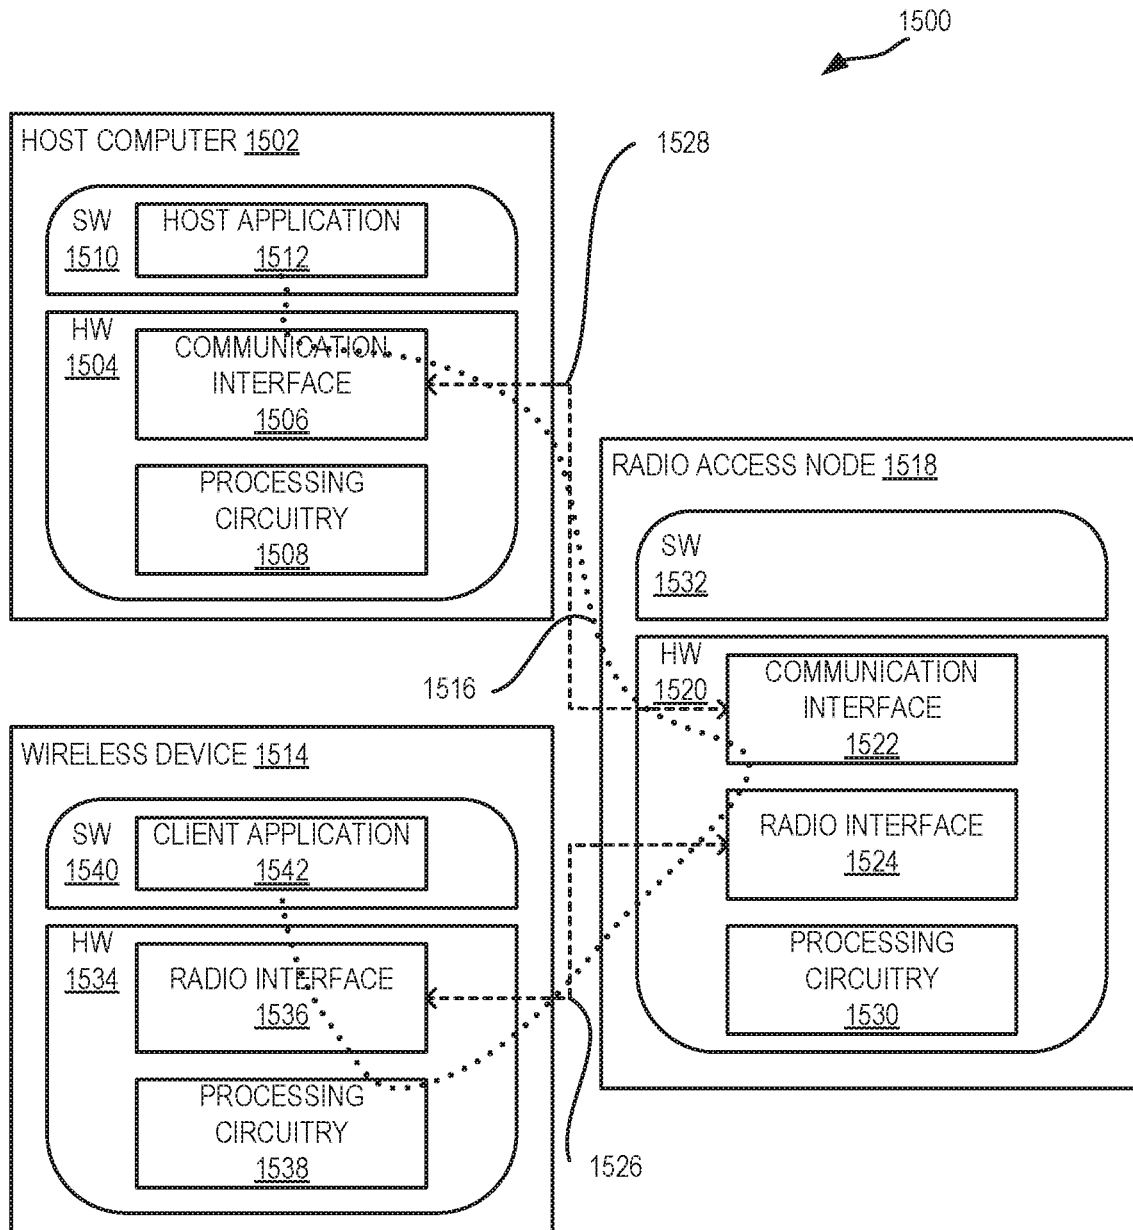 1500
HOST COMPUTER 1502
1528
SW
1510
HOST APPLICATION
1512
HW
1504
COMMUNICATION
INTERFACE
1506
PROCESSING
CIRCUITRY
1508
RADIO ACCESS NODE 1518
SW
1532
HW
1520
COMMUNICATION
INTERFACE
1522
RADIO INTERFACE
1524
PROCESSING
CIRCUITRY
1530
1516
WIRELESS DEVICE 1514
SW
1540
CLIENT APPLICATION
1542
HW
1534
RADIO INTERFACE
1536
PROCESSING
CIRCUITRY
1538
1526